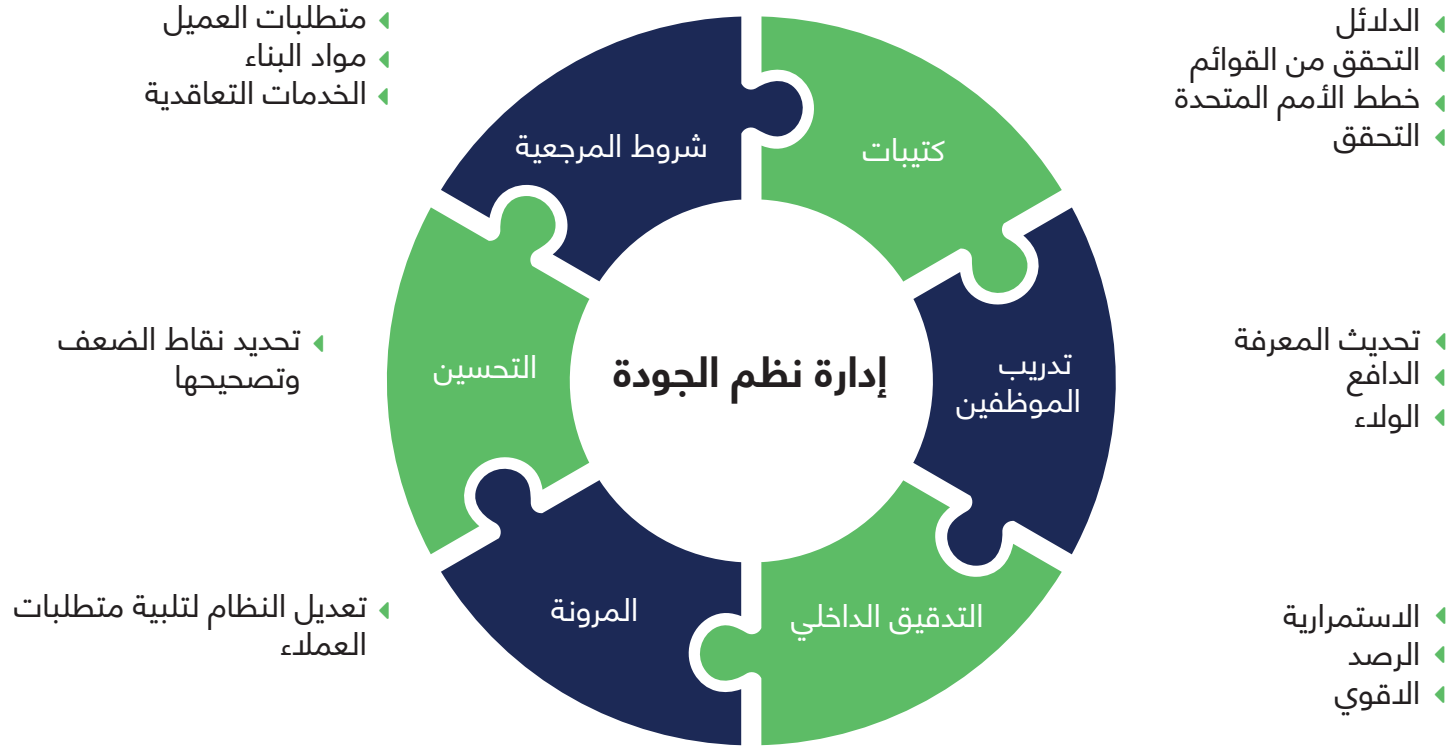 الدلائل
التحقق من القوائم
خطط الأمم المتحدة
التحقق
متطلبات العميل
مواد البناء
الخدمات التعاقدية
كتيبات
شروط المرجعية
تحديث المعرفة
الدافع
الولاء
تدريب
الموظفين
إدارة نظم الجودة
التحسين
تحديد نقاط الضعف
وتصحيحها
الاستمرارية
الرصد
الاقوي
التدقيق الداخلي
المرونة
تعديل النظام لتلبية متطلبات
العملاء